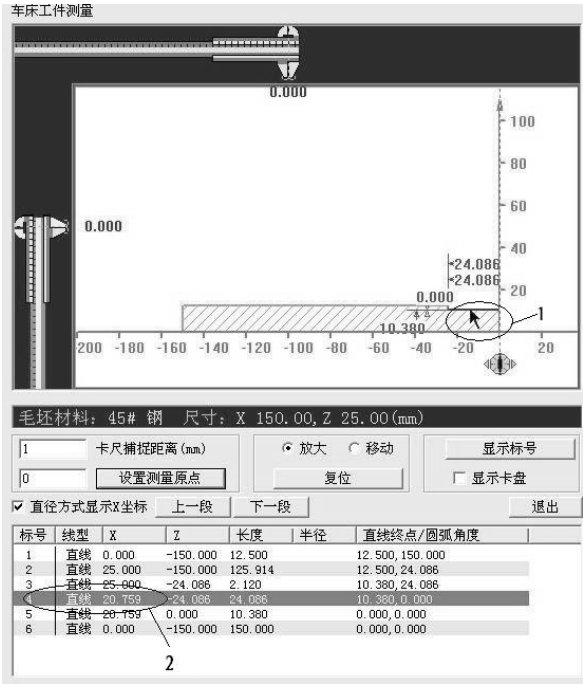 车床工件测量
0.000
100
80
0.000
60
40
24.086
24.086
0.000
20
1
10.380
-200 -180 -160 -140 -120 -100 -80 -60 -40 -20 20
毛坯材料: 45# 钢 尺寸: X 150.00, Z 25.00(mm)
1 卡尺捕捉距离(mm) 放大 移动 显示标号
0 设置测量原点 复位 显示卡盘
直径方式显示X坐标 上一段 下一段 退出
标号 线型 X Z 长度 半径 直线终点/圆弧角度
1 直线 0.000 -150.000 12.500 12.500,150.000
2 直线 25.000 -150.000 125.914 12.500,24.086
3 直线 25.000 -24.086 2.120 10.380,24.086
4 直线 20.759 -24.086 24.086 10.380,0.000
5 直线 20.759 0.000 10.380 0.000,0.000
6 直线 0.000 -150.000 150.000 0.000,0.000
2